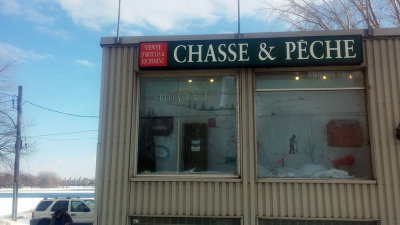 VENTE
D'ARTICLES &
ÉQUIPEMENT
CHASSE & PÊCHE
OUVERT